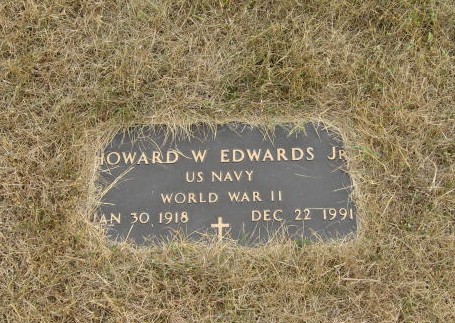 HOWARD W EDWARDS JR
US NAVY
WORLD WAR II
JAN 30 1918 DEC 22 1991